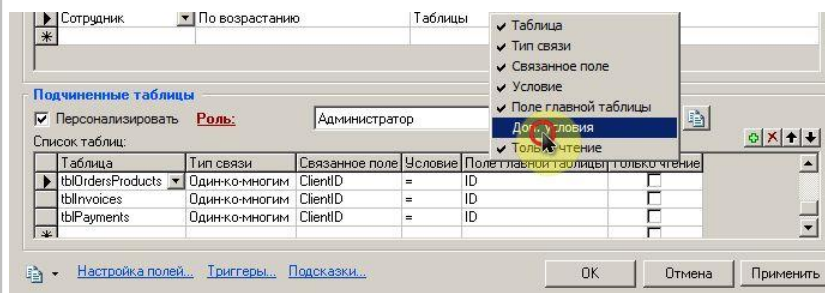 Сотрудник По возрастанию Таблицы
Таблица
Тип связи
Связанное поле
Условие
Поле главной таблицы
Доп. условия
Только чтение
Подчиненные таблицы
Персонализировать Роль: Администратор
Список таблиц:
Таблица Тип связи Связанное поле Условие Поле главной таблицы Только чтение
tblOrdersProducts Один-ко-многим ClientID = ID
tblInvoices Один-ко-многим ClientID = ID
tblPayments Один-ко-многим ClientID = ID
Настройка полей... Триггеры... Подсказки... OK Отмена Применить